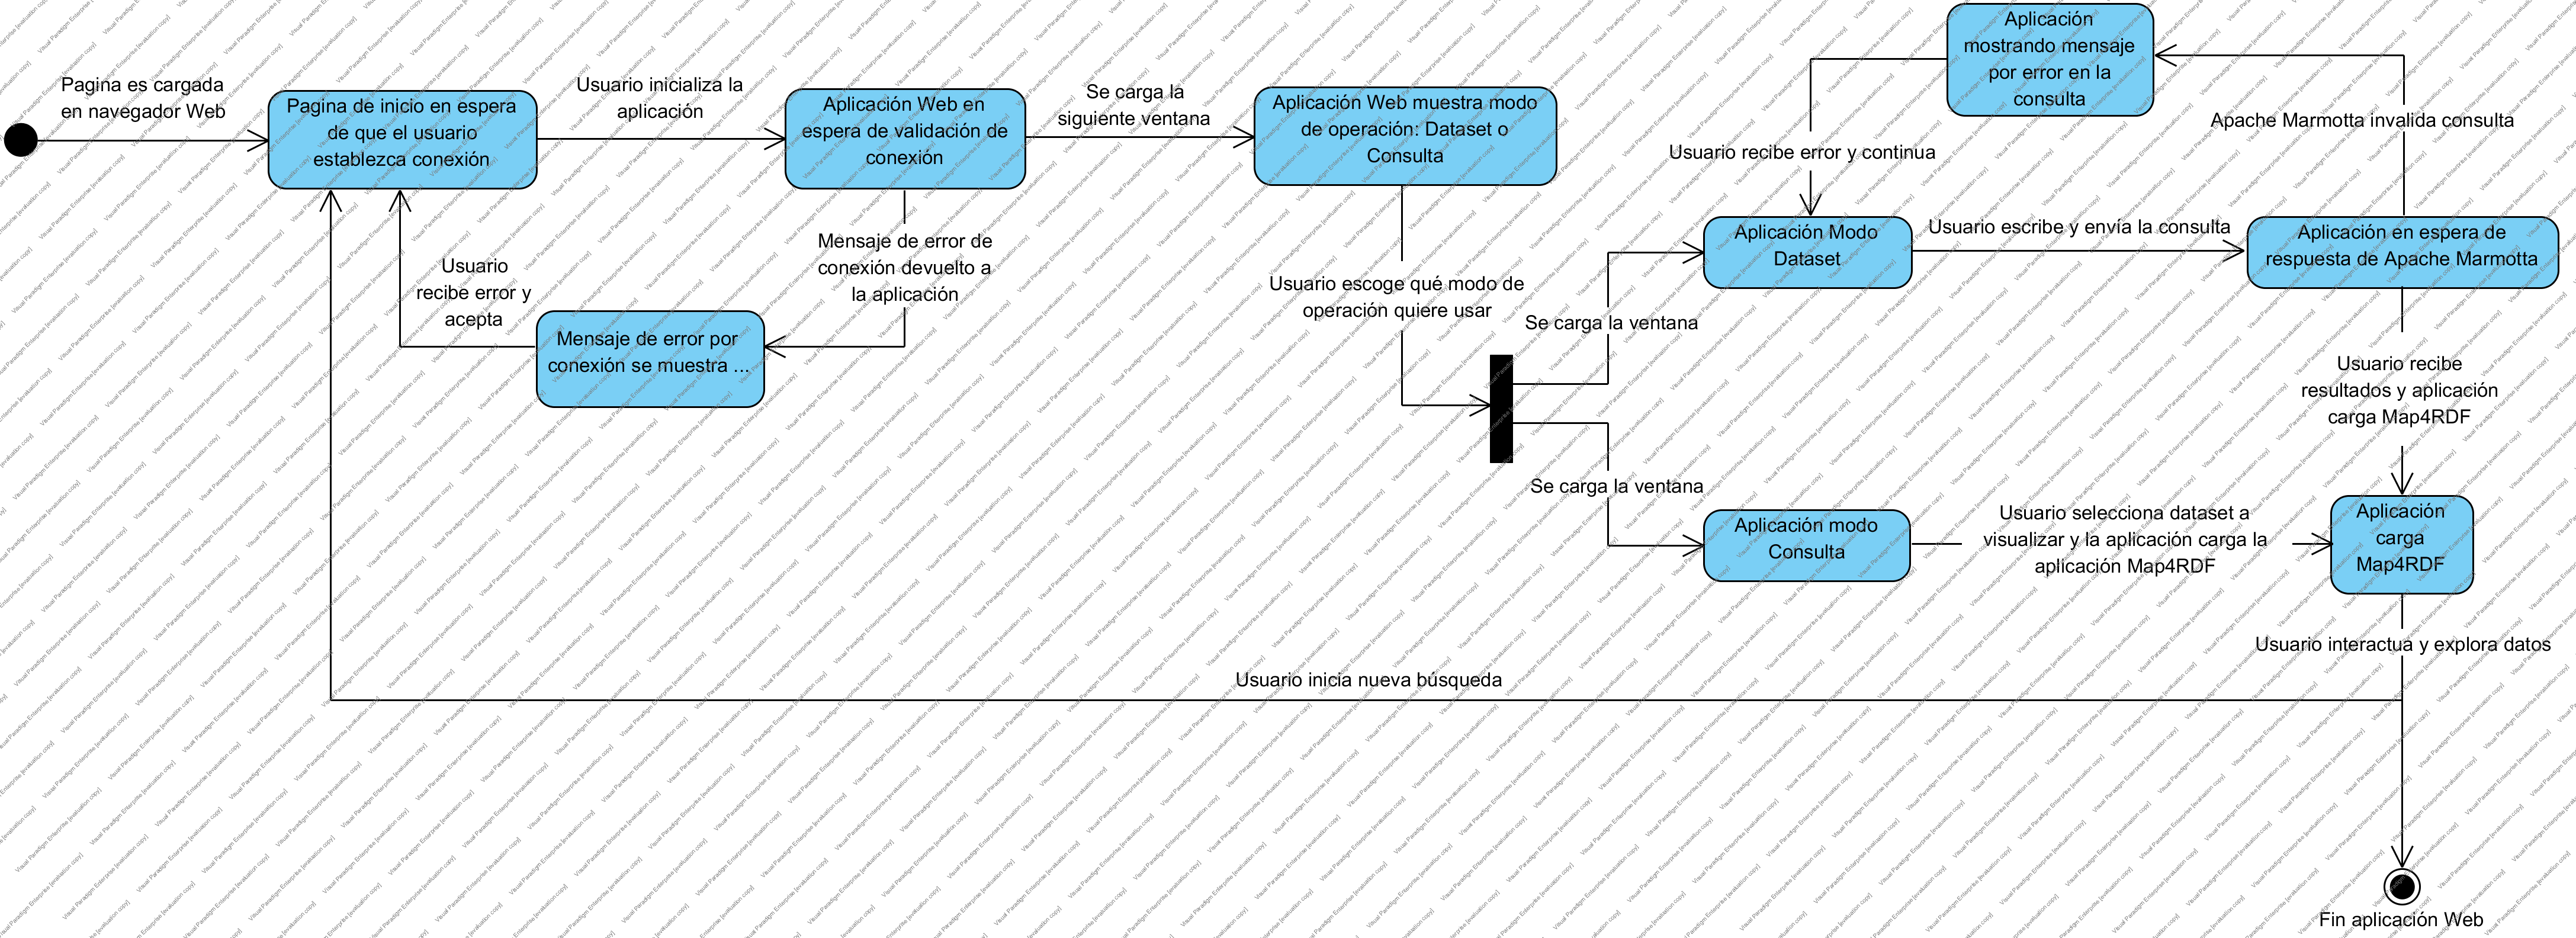 Pagina es cargada
en navegador Web
Pagina de inicio en espera
de que el usuario
establezca conexión
Usuario inicializa la
aplicación
Aplicación Web en
espera de validación de
conexión
Se carga la
siguiente ventana
Aplicación Web muestra modo
de operación: Dataset o
Consulta
Aplicación
mostrando mensaje
por error en la
consulta
Apache Marmotta invalida consulta
Usuario recibe error y continua
Aplicación Modo
Dataset
Usuario escribe y envía la consulta
Aplicación en espera de
respuesta de Apache Marmotta
Mensaje de error de
conexión devuelto a
la aplicación
Usuario
recibe error y
acepta
Mensaje de error por
conexión se muestra ...
Usuario escoge qué modo de
operación quiere usar
Se carga la ventana
Se carga la ventana
Usuario recibe
resultados y aplicación
carga Map4RDF
Aplicación modo
Consulta
Usuario selecciona dataset a
visualizar y la aplicación carga la
aplicación Map4RDF
Aplicación
carga
Map4RDF
Usuario interactua y explora datos
Usuario inicia nueva búsqueda
Fin aplicación Web
Visual Paradigm Enterprise [evaluation copy]